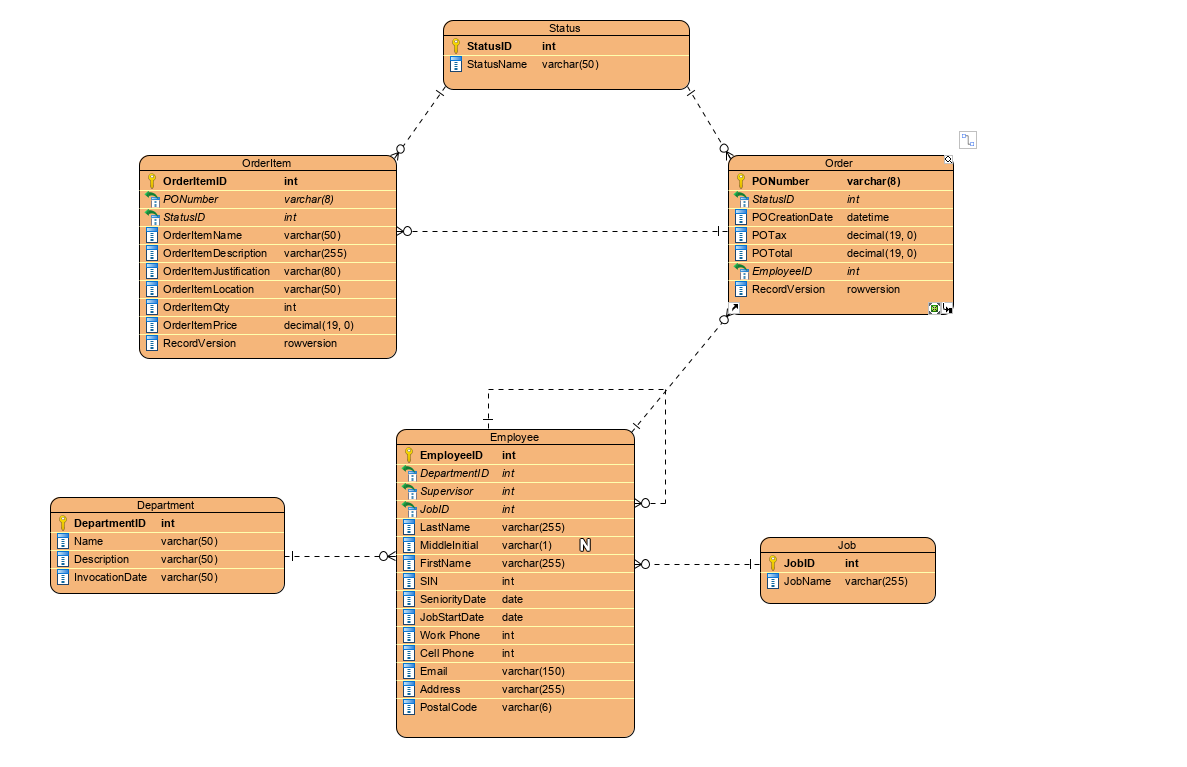 Status
StatusID int
StatusName varchar(50)
OrderItem
OrderItemID int
PONumber varchar(8)
StatusID int
OrderItemName varchar(50)
OrderItemDescription varchar(255)
OrderItemJustification varchar(80)
OrderItemLocation varchar(50)
OrderItemQty int
OrderItemPrice decimal(19, 0)
RecordVersion rowversion
Order
PONumber varchar(8)
StatusID int
POCreationDate datetime
POTax decimal(19, 0)
POTotal decimal(19, 0)
EmployeeID int
RecordVersion rowversion
Employee
EmployeeID int
DepartmentID int
Supervisor int
JobID int
LastName varchar(255)
MiddleInitial varchar(1) N
FirstName varchar(255)
SIN int
SeniorityDate date
JobStartDate date
Work Phone int
Cell Phone int
Email varchar(150)
Address varchar(255)
PostalCode varchar(6)
Department
DepartmentID int
Name varchar(50)
Description varchar(50)
InvocationDate varchar(50)
Job
JobID int
JobName varchar(255)